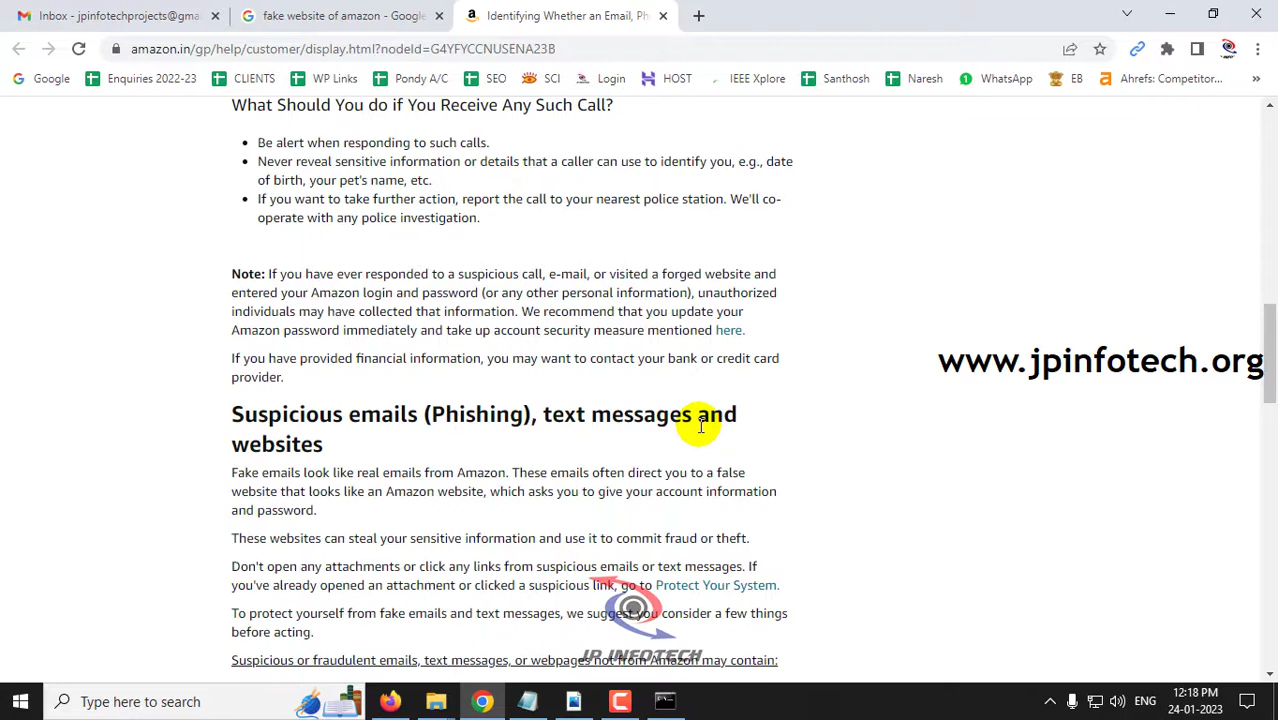 Inbox - jpinfotechprojects@gma
fake website of amazon - Google
Identifying Whether an Email, Ph
amazon.in/gp/help/customer/display.html?nodeId=G4YFYCCNUSENA23B
Google
Enquiries 2022-23
CLIENTS
WP Links
Pondy A/C
SEO
SCI
Login
HOST
IEEE Xplore
Santhosh
Naresh
WhatsApp
EB
Ahrefs: Competitor...
What Should You do if You Receive Any Such Call?
Be alert when responding to such calls.
Never reveal sensitive information or details that a caller can use to identify you, e.g., date
of birth, your pet's name, etc.
If you want to take further action, report the call to your nearest police station. We'll co-
operate with any police investigation.
Note: If you have ever responded to a suspicious call, e-mail, or visited a forged website and
entered your Amazon login and password (or any other personal information), unauthorized
individuals may have collected that information. We recommend that you update your
Amazon password immediately and take up account security measure mentioned here.
If you have provided financial information, you may want to contact your bank or credit card
provider.
www.jpinfotech.org
Suspicious emails (Phishing), text messages and
websites
Fake emails look like real emails from Amazon. These emails often direct you to a false
website that looks like an Amazon website, which asks you to give your account information
and password.
These websites can steal your sensitive information and use it to commit fraud or theft.
Don't open any attachments or click any links from suspicious emails or text messages. If
you've already opened an attachment or clicked a suspicious link, go to Protect Your System.
To protect yourself from fake emails and text messages, we suggest you consider a few things
before acting.
Suspicious or fraudulent emails, text messages, or webpages not from Amazon may contain:
JP INFOTECH
Type here to search
ENG
12:18 PM
24-01-2023